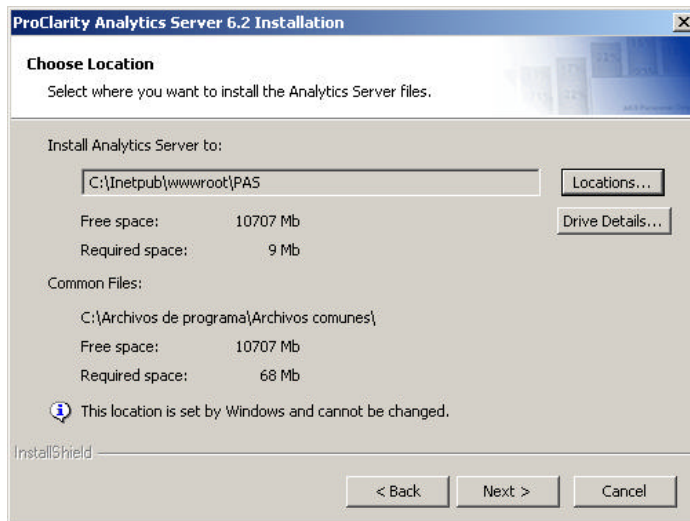 ProClarity Analytics Server 6.2 Installation
Choose Location
Select where you want to install the Analytics Server files.
Install Analytics Server to:
C:\Inetpub\wwwroot\PAS
Locations...
Free space: 10707 Mb
Drive Details...
Required space: 9 Mb
Common Files:
C:\Archivos de programa\Archivos comunes\
Free space: 10707 Mb
Required space: 68 Mb
This location is set by Windows and cannot be changed.
InstallShield
< Back Next > Cancel